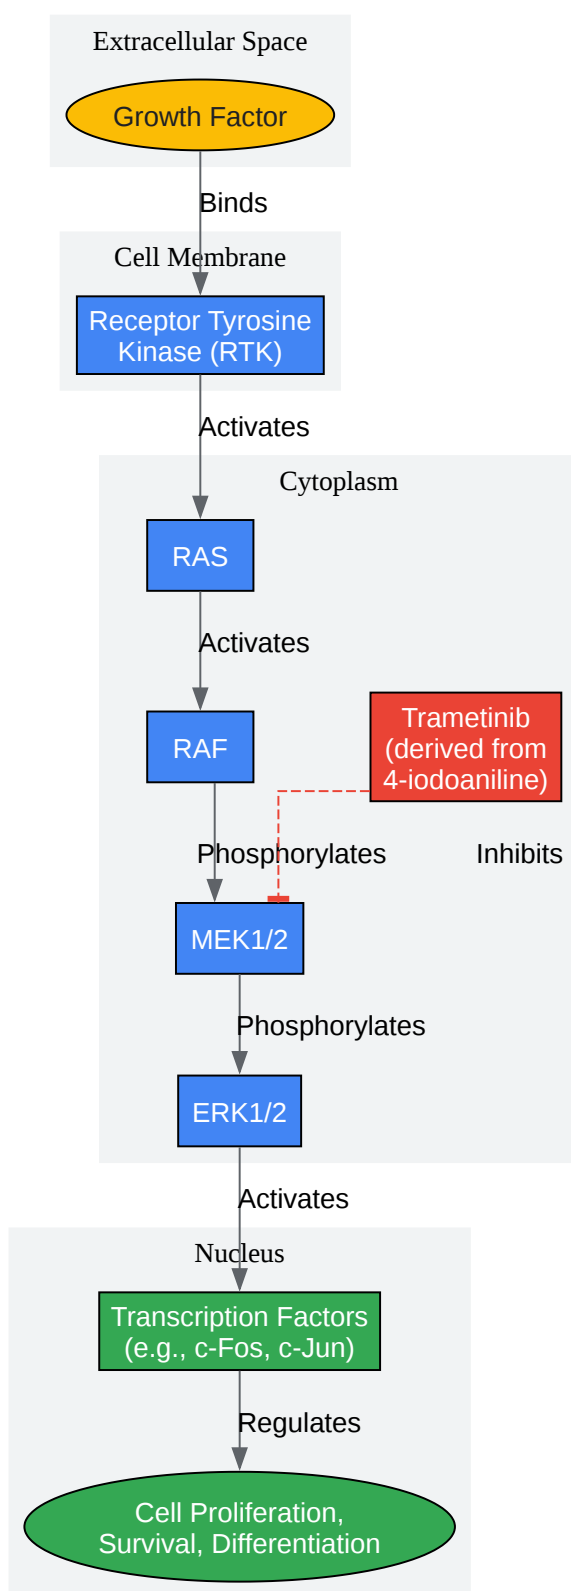 Extracellular Space
Growth Factor
Binds
Cell Membrane
Receptor Tyrosine
Kinase (RTK)
Activates
Cytoplasm
RAS
Activates
RAF
Trametinib
(derived from
4-iodoaniline)
Phosphorylates
Inhibits
MEK1/2
Phosphorylates
ERK1/2
Activates
Nucleus
Transcription Factors
(e.g., c-Fos, c-Jun)
Regulates
Cell Proliferation,
Survival, Differentiation